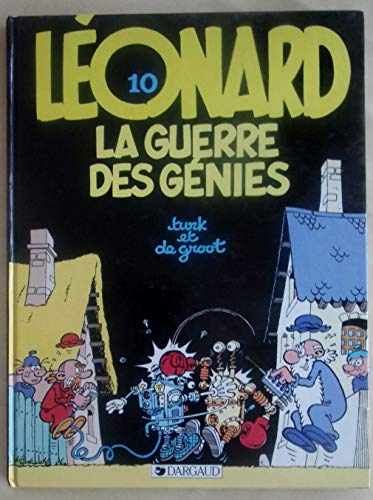 LÉONARD
10
LA GUERRE
DES GÉNIES
turk
et
de groot
DARGAUD